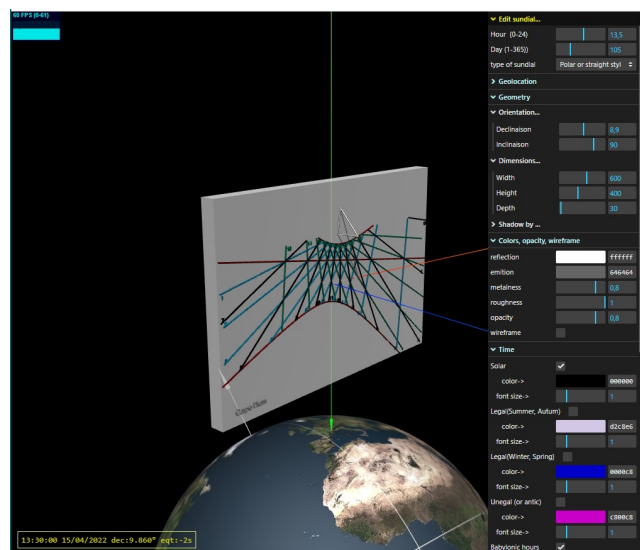 60 FPS (0-61)
Edit sundial...
Hour (0-24) 13,5
Day (1-365)) 105
type of sundial Polar or straight styl
Geolocation
Geometry
Orientation...
Declinaison 8,9
Inclinaison 90
Dimensions...
Width 600
Height 400
Depth 30
Shadow by ...
Colors, opacity, wireframe
reflection ffffff
emition 646464
metalness 0,8
roughness 1
opacity 0,8
wireframe
Time
Solar
color-> 000000
font size-> 1
Legal(Summer, Autum)
color-> d2c8e6
font size-> 1
Legal(Winter, Spring)
color-> 0000c8
font size-> 1
Unegal (or antic)
color-> c800c8
font size-> 1
Babylonic hours
Carpe Diem
13:30:00 15/04/2022 dec:9.860° eqt:-2s